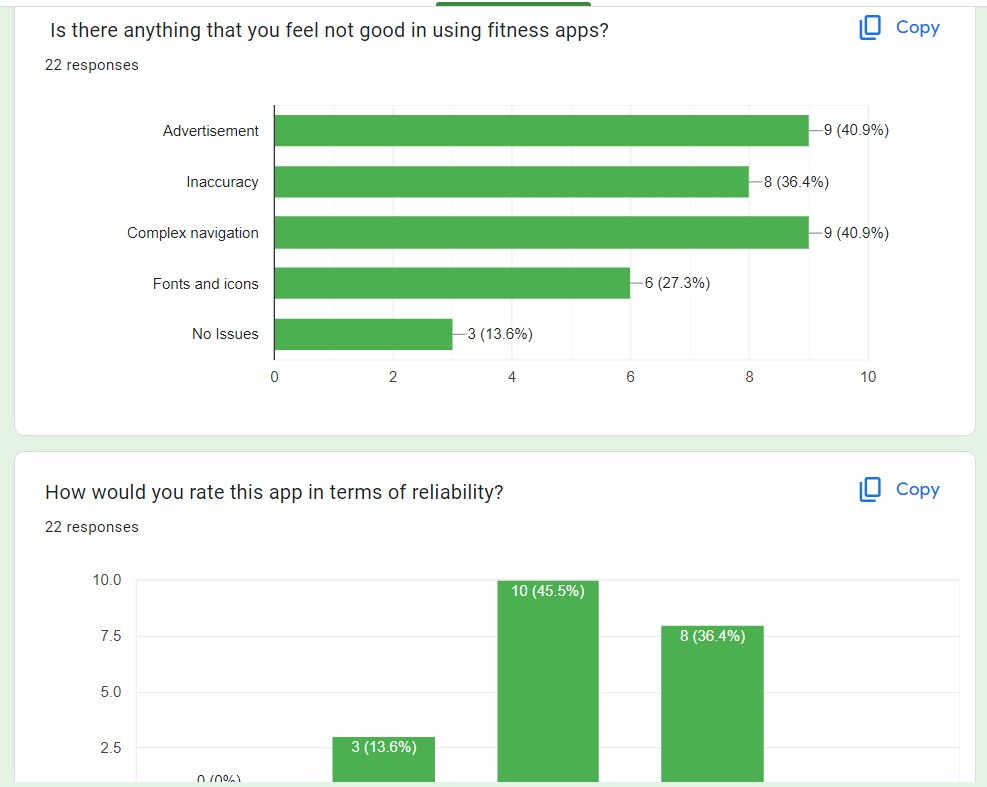 Is there anything that you feel not good in using fitness apps?
Copy
22 responses
Advertisement
9 (40.9%)
Inaccuracy
8 (36.4%)
Complex navigation
9 (40.9%)
Fonts and icons
6 (27.3%)
No Issues
3 (13.6%)
0 2 4 6 8 10
How would you rate this app in terms of reliability?
Copy
22 responses
10.0
10 (45.5%)
7.5
8 (36.4%)
5.0
2.5
3 (13.6%)
0 (0%)